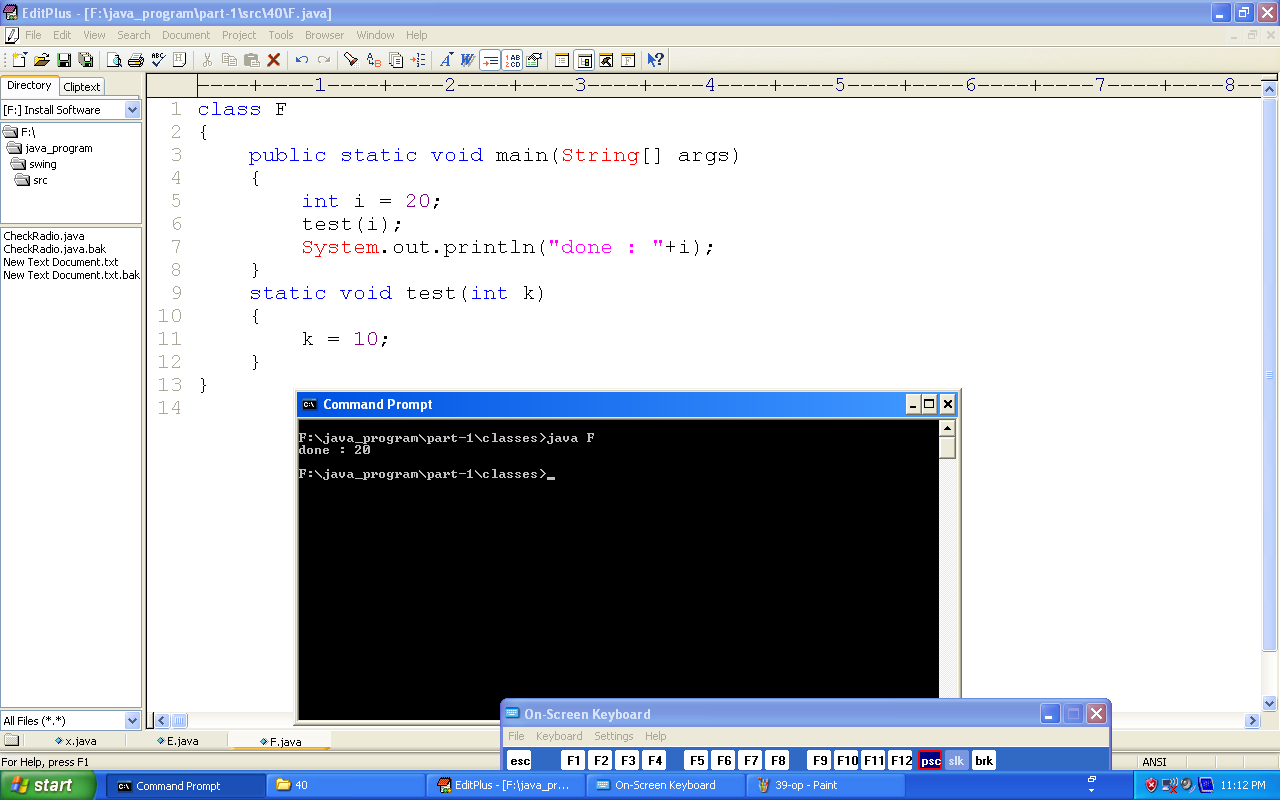 EditPlus - [F:\java_program\part-1\src\40\F.java]
File Edit View Search Document Project Tools Browser Window Help
Directory Cliptext
[F:] Install Software
F:\
java_program
swing
src
CheckRadio.java
CheckRadio.java.bak
New Text Document.txt
New Text Document.txt.bak
All Files (*.*)
----+----1----+----2----+----3----+----4----+----5----+----6----+----7----+----8--
1 class F
2 {
3 public static void main(String[] args)
4 {
5 int i = 20;
6 test(i);
7 System.out.println("done : "+i);
8 }
9 static void test(int k)
10 {
11 k = 10;
12 }
13 }
14
Command Prompt
F:\java_program\part-1\classes>java F
done : 20
F:\java_program\part-1\classes>_
On-Screen Keyboard
File Keyboard Settings Help
esc F1 F2 F3 F4 F5 F6 F7 F8 F9 F10 F11 F12 psc slk brk
x.java E.java F.java
For Help, press F1
ANSI
start Command Prompt 40 EditPlus - [F:\java_pr... On-Screen Keyboard 39-op - Paint 11:12 PM